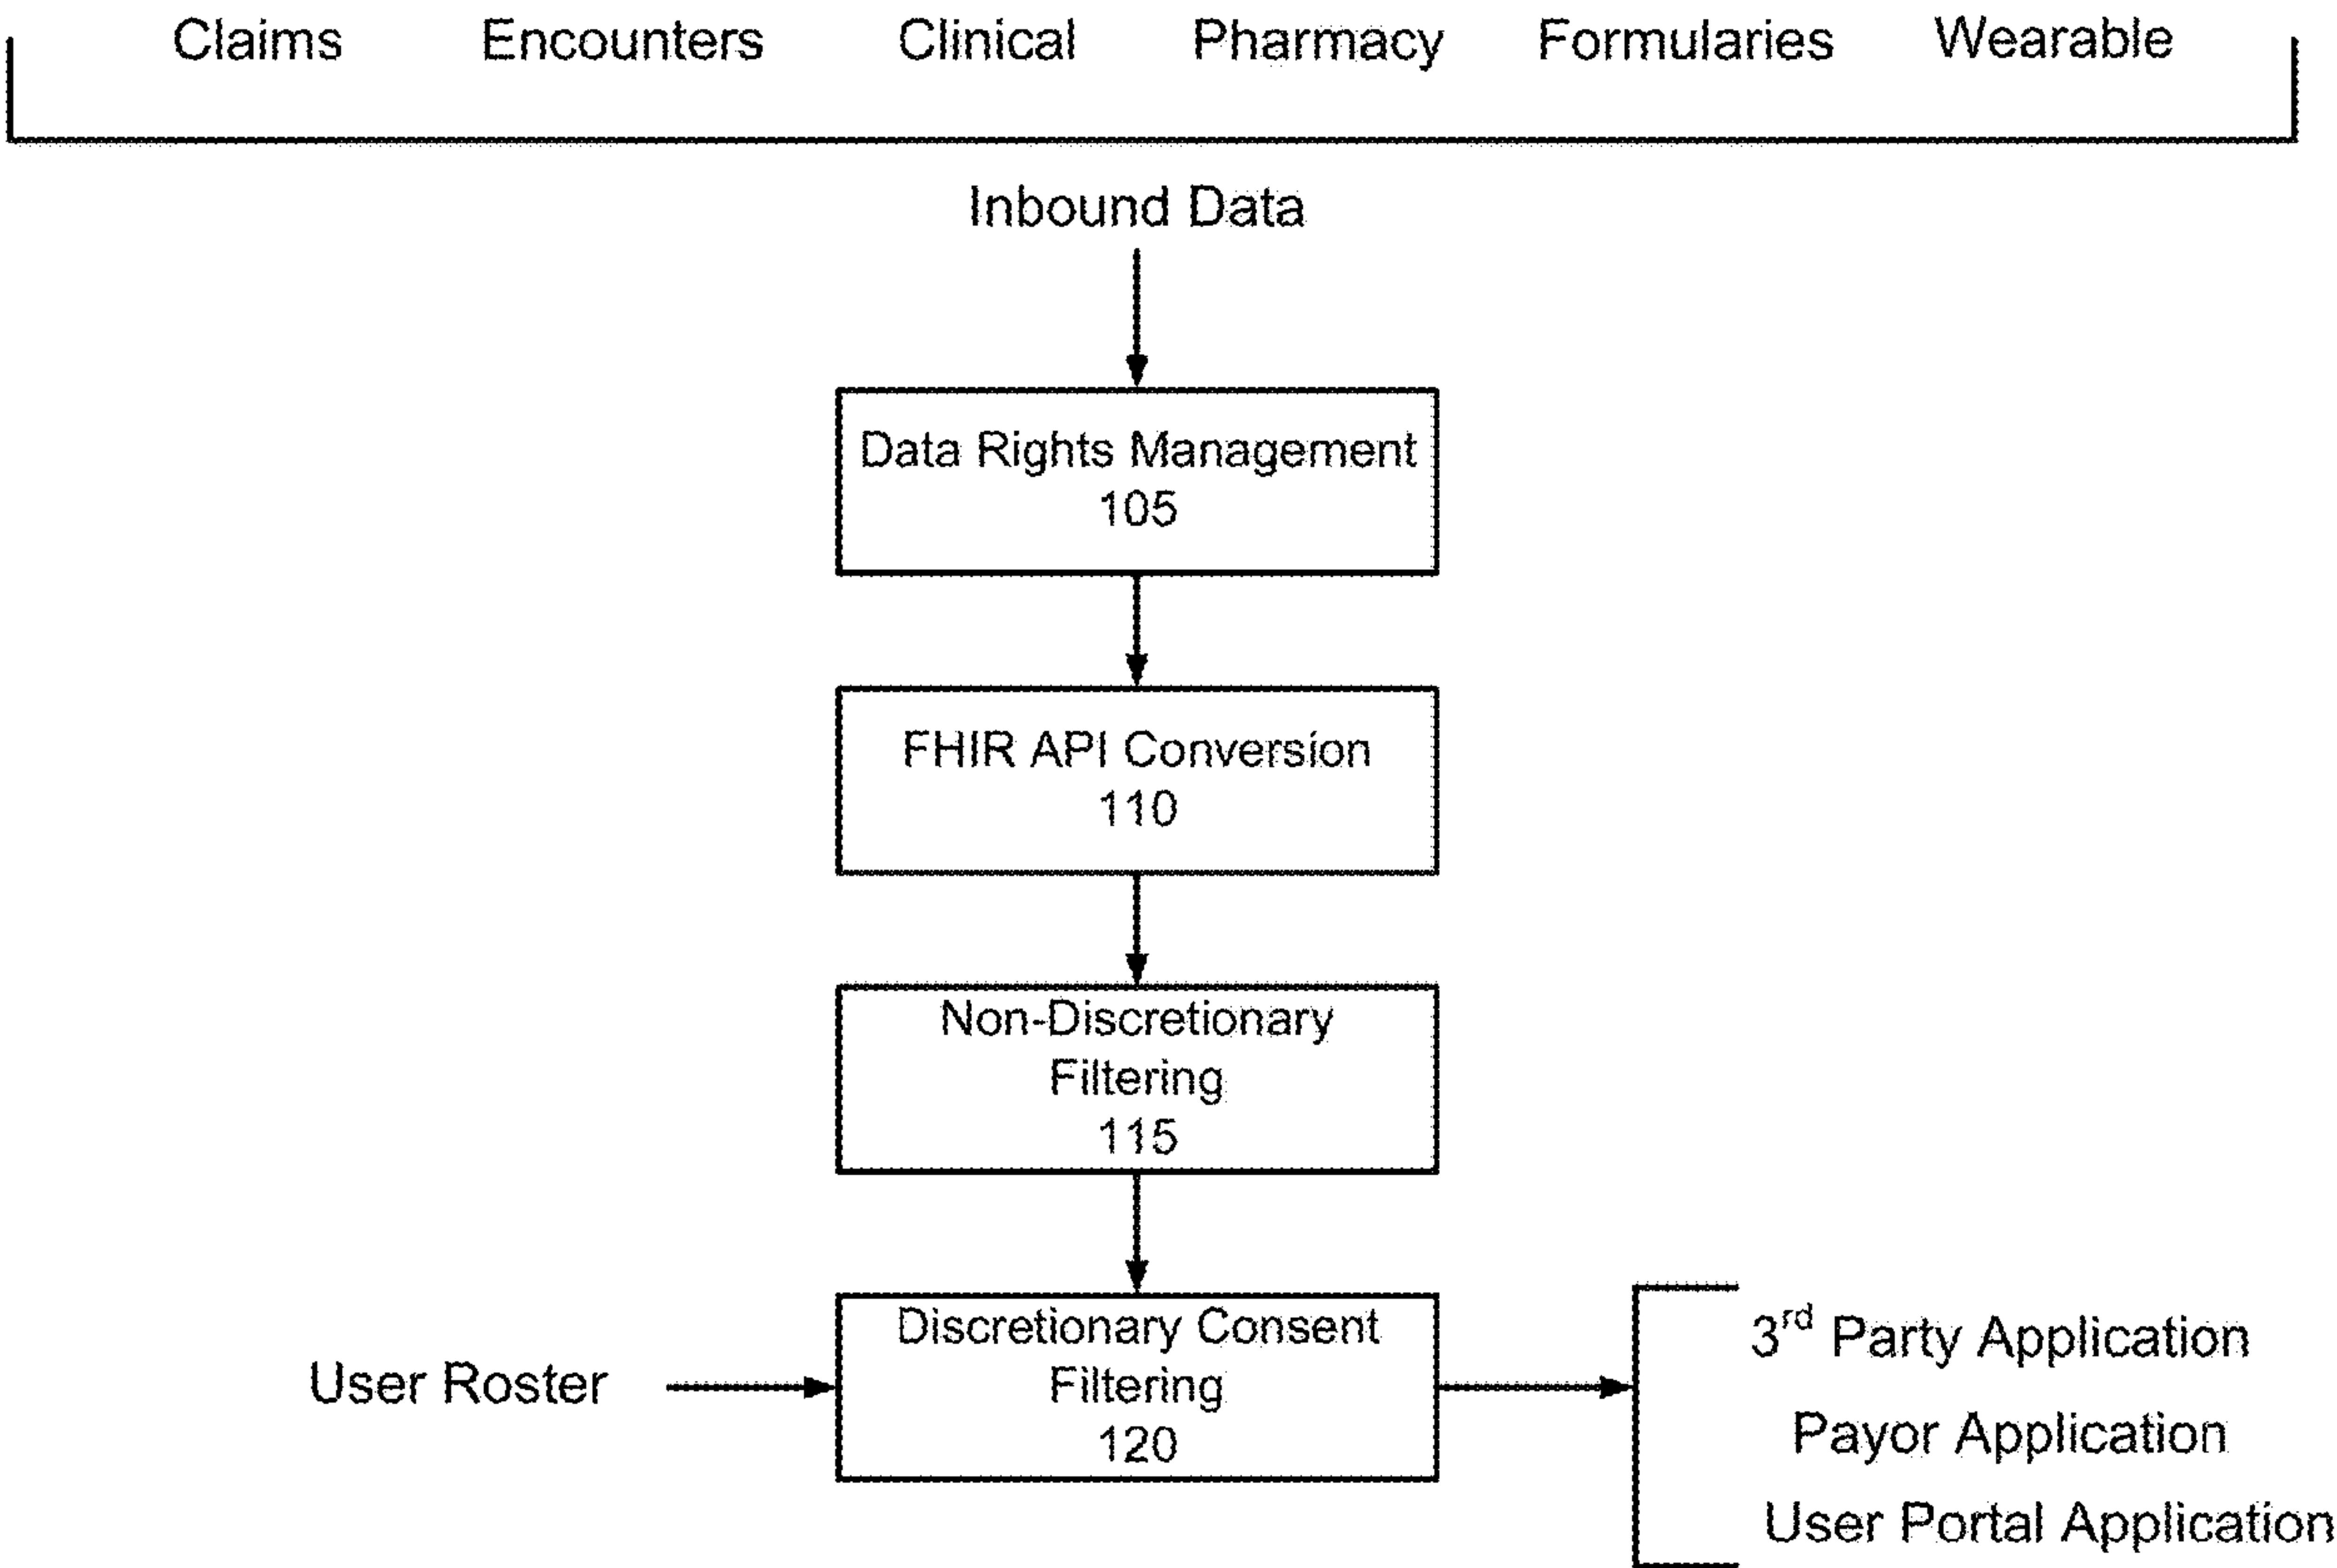 Claims Encounters Clinical Pharmacy Formularies Wearable
Inbound Data
Data Rights Management
105
FHIR API Conversion
110
Non-Discretionary
Filtering
115
Discretionary Consent
Filtering
120
User Roster
3rd Party Application
Payor Application
User Portal Application